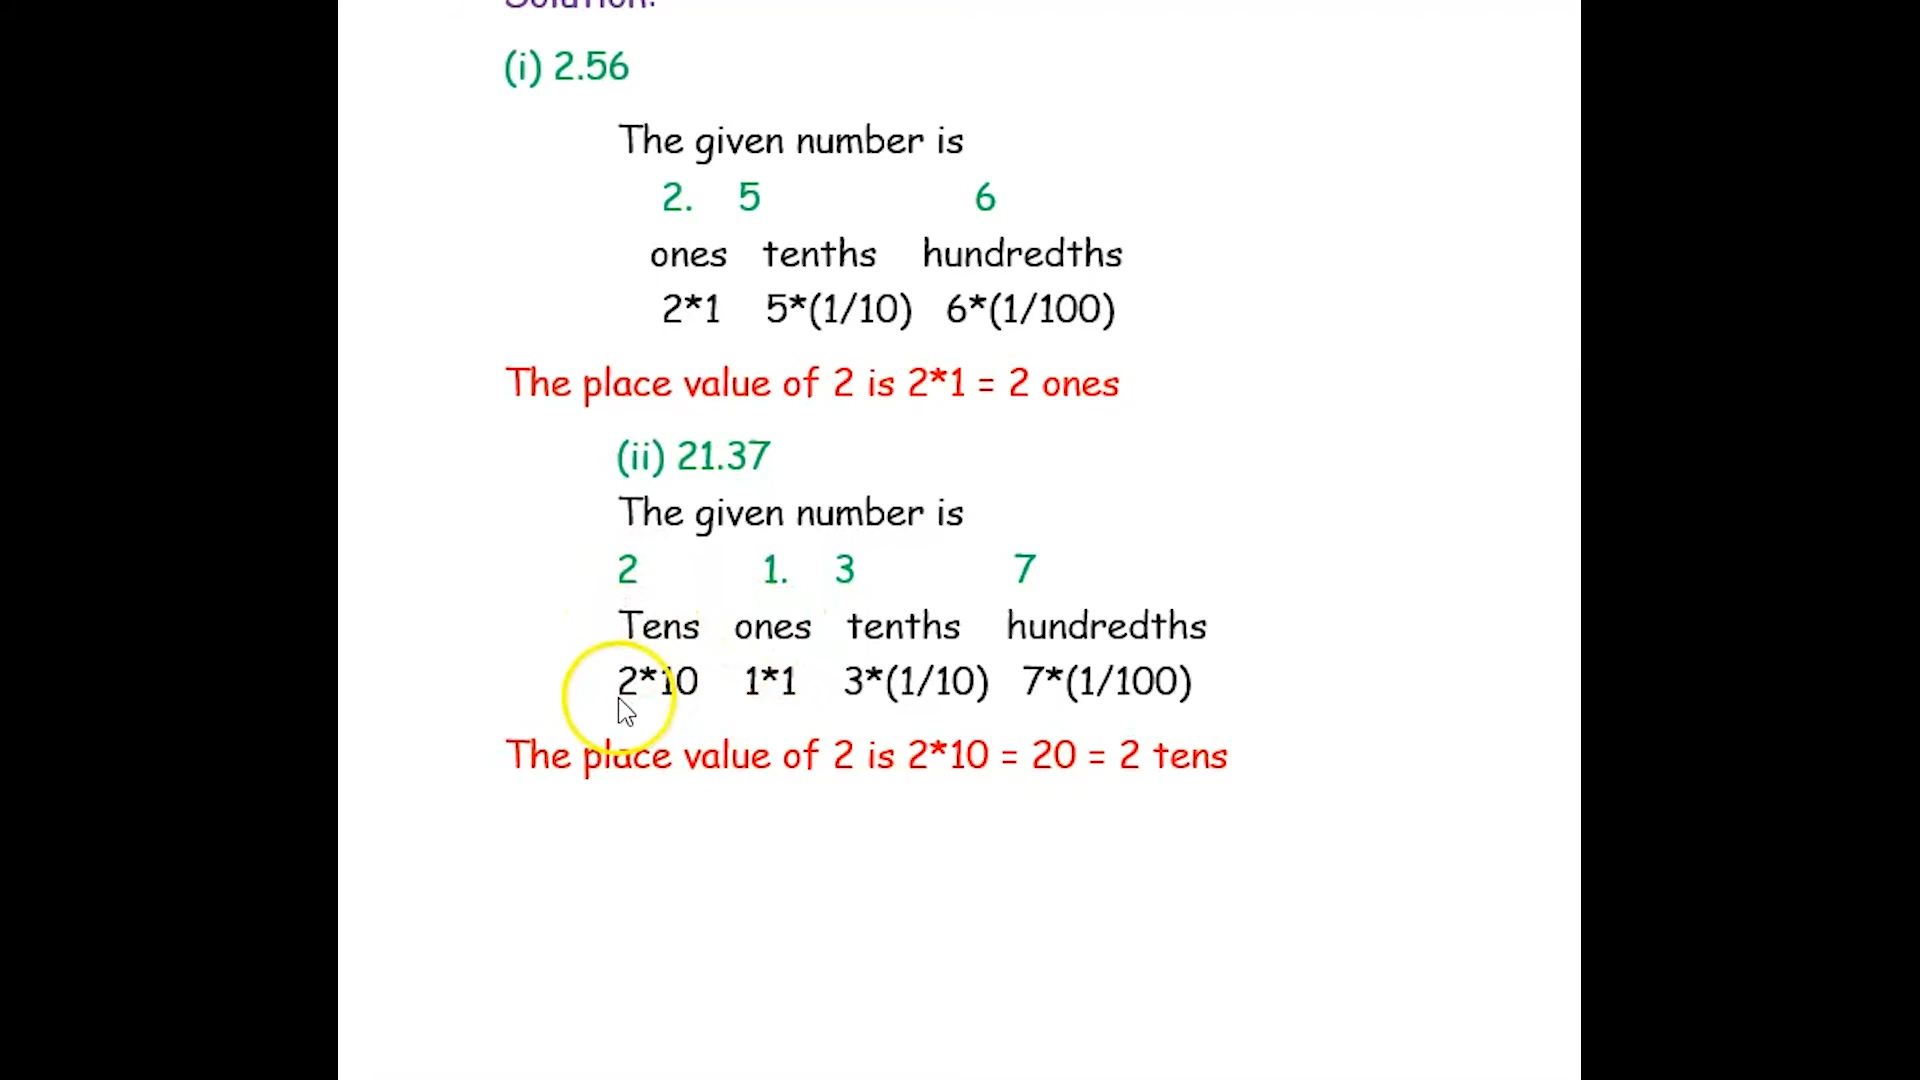 Solution:
(i) 2.56
The given number is
2. 5 6
ones tenths hundredths
2*1 5*(1/10) 6*(1/100)
The place value of 2 is 2*1 = 2 ones
(ii) 21.37
The given number is
2 1. 3 7
Tens ones tenths hundredths
2*10 1*1 3*(1/10) 7*(1/100)
The place value of 2 is 2*10 = 20 = 2 tens